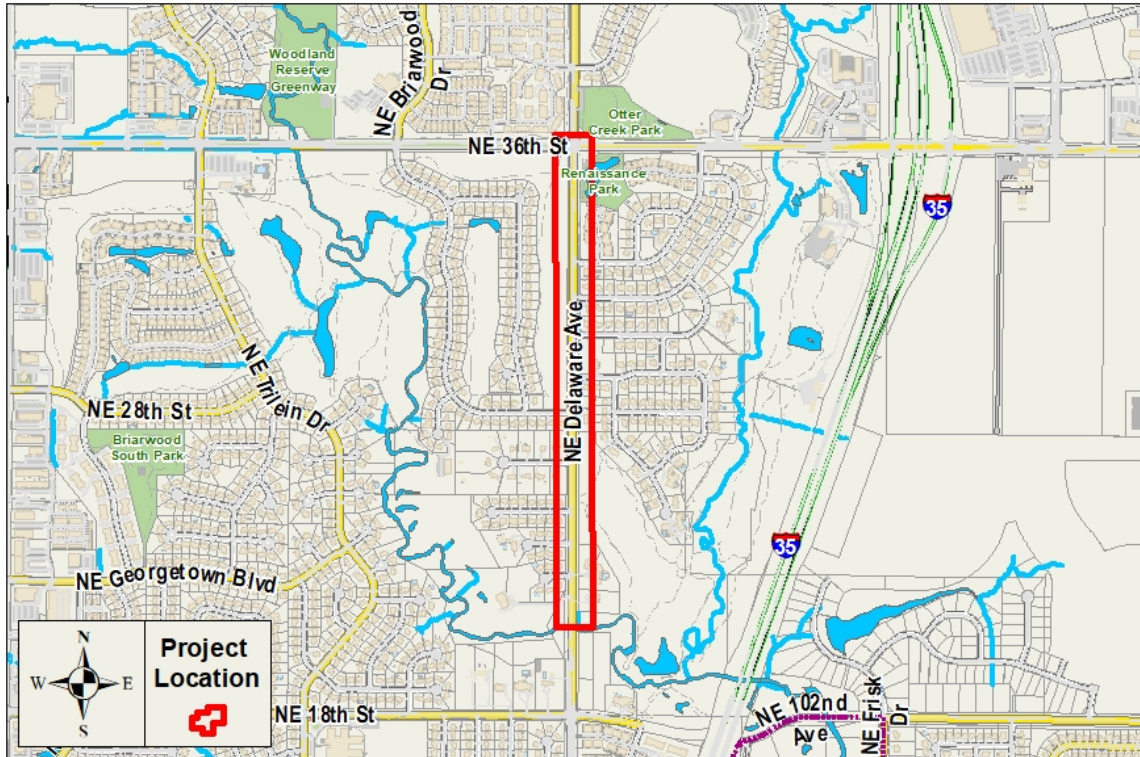 Woodland
Reserve
Greenway
NE Briarwood
Dr
Otter
Creek Park
NE 36th St
Renaissance
Park
35
NE Delaware Ave
NE Trilein Dr
NE 28th St
Briarwood
South Park
35
NE Georgetown Blvd
N
W
E
S
Project
Location
NE 18th St
NE 102nd
Ave
NE Frisk
Dr